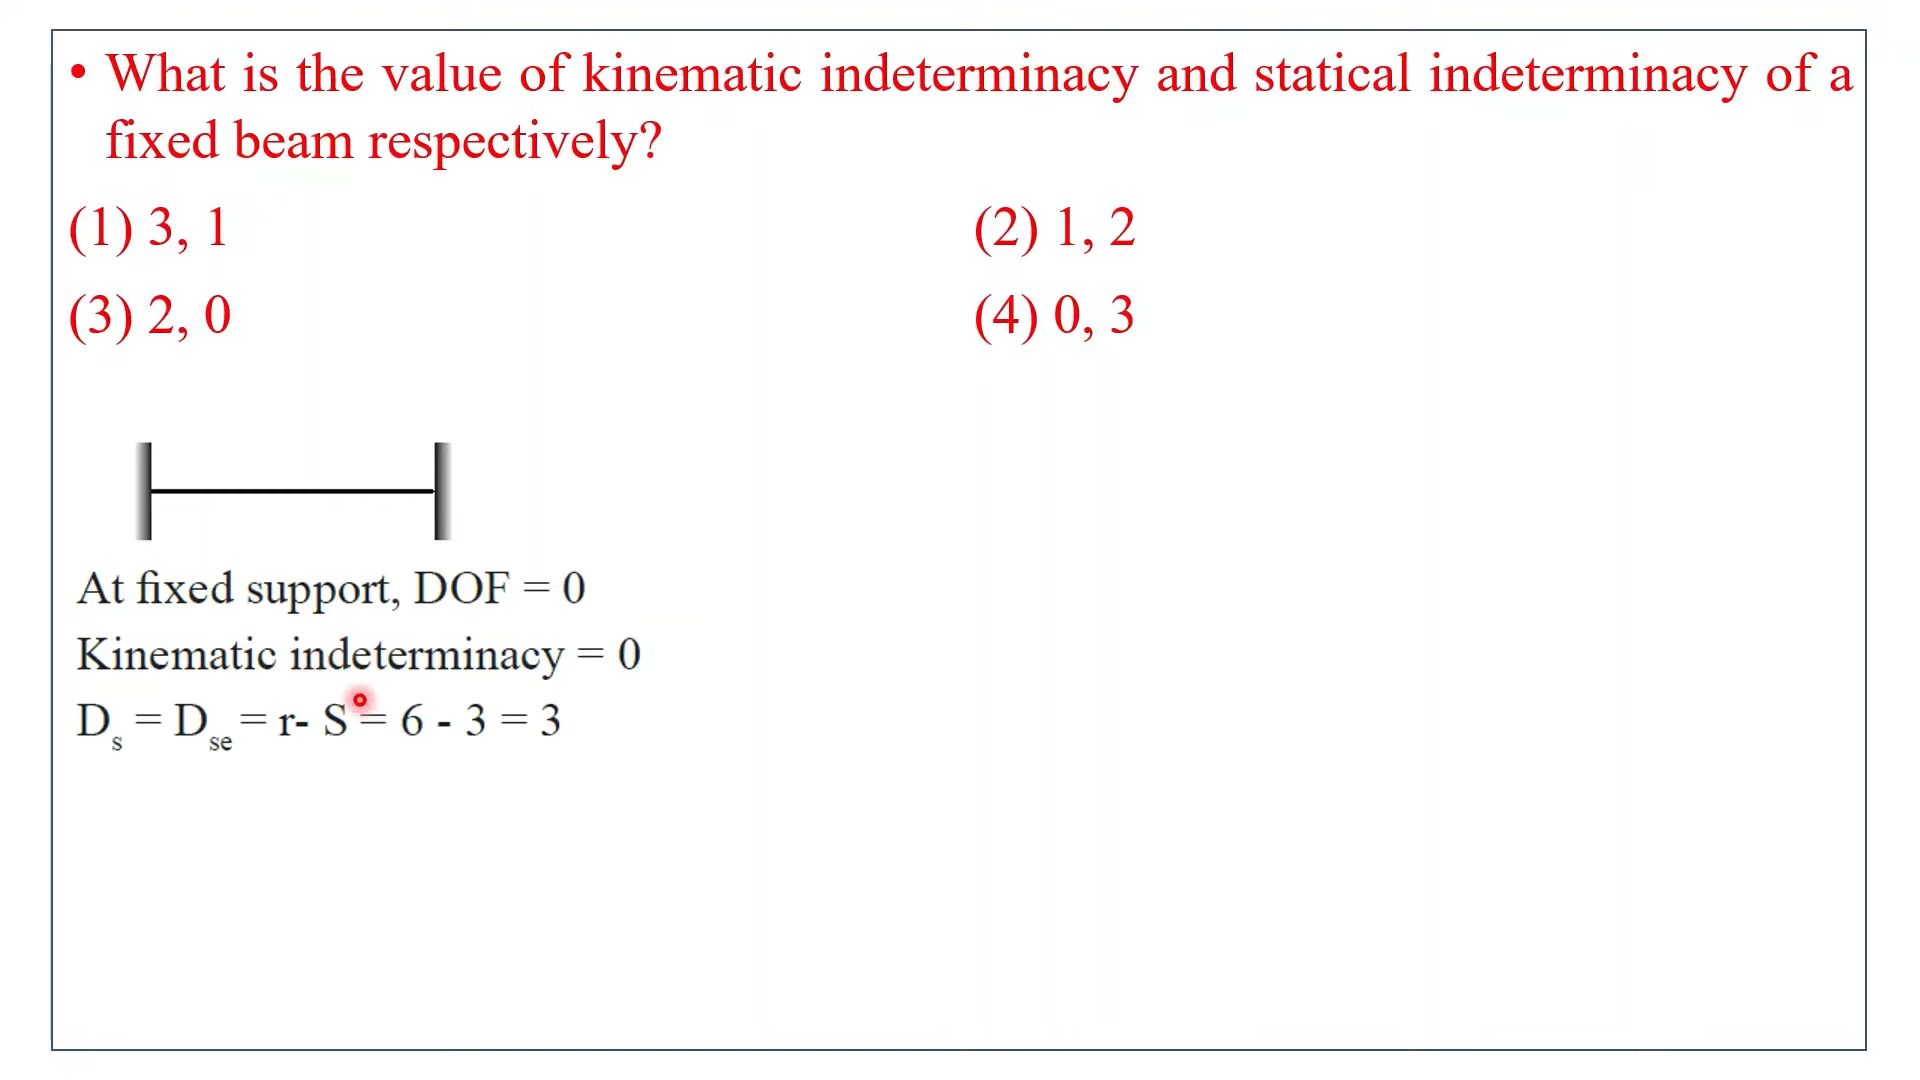 • What is the value of kinematic indeterminacy and statical indeterminacy of a
fixed beam respectively?
(1) 3, 1 (2) 1, 2
(3) 2, 0 (4) 0, 3
At fixed support, DOF = 0
Kinematic indeterminacy = 0
Ds = Dse = r- S = 6 - 3 = 3